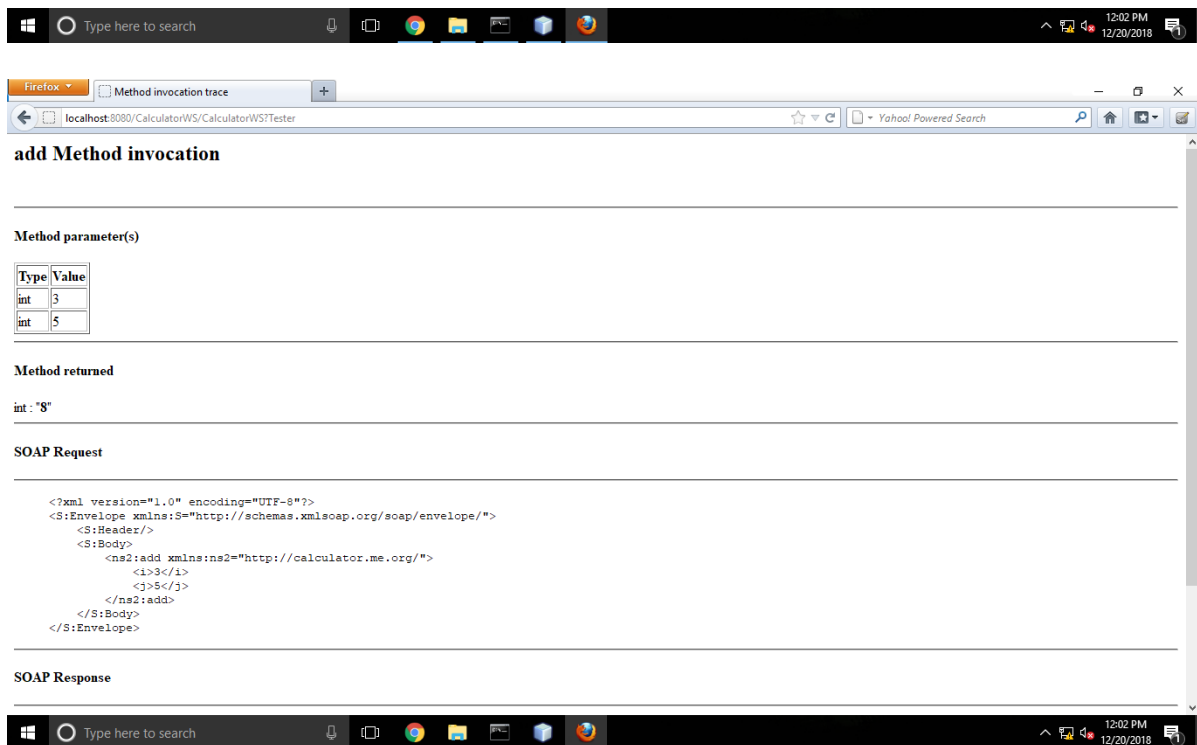 Type here to search
12:02 PM
12/20/2018
1
Firefox
Method invocation trace
localhost:8080/CalculatorWS/CalculatorWS?Tester
Yahoo! Powered Search
add Method invocation
Method parameter(s)
Type Value
int 3
int 5
Method returned
int : "8"
SOAP Request
<?xml version="1.0" encoding="UTF-8"?>
<S:Envelope xmlns:S="http://schemas.xmlsoap.org/soap/envelope/">
<S:Header/>
<S:Body>
<ns2:add xmlns:ns2="http://calculator.me.org/">
<i>3</i>
<j>5</j>
</ns2:add>
</S:Body>
</S:Envelope>
SOAP Response
Type here to search
12:02 PM
12/20/2018
1